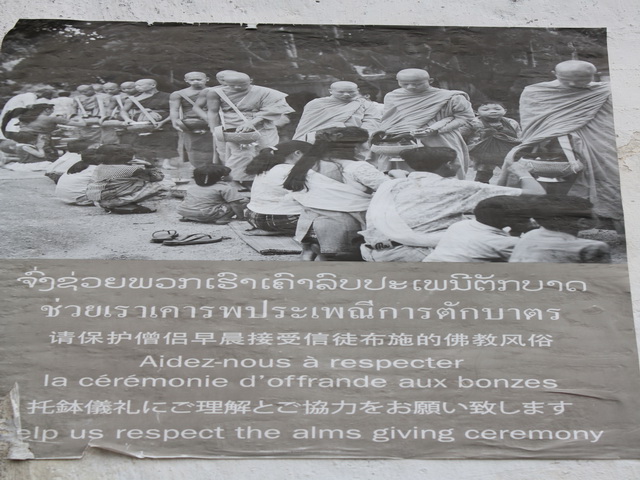 ຈົ່ງຊ່ວຍພວກເຮົາເຄົາລົບປະເພນີຕັກບາດ
ช่วยเราเคารพประเพณีการตักบาตร
请保护僧侣早晨接受信徒布施的佛教风俗
Aidez-nous à respecter
la cérémonie d'offrande aux bonzes
托鉢儀礼にご理解とご協力をお願い致します
elp us respect the alms giving ceremony